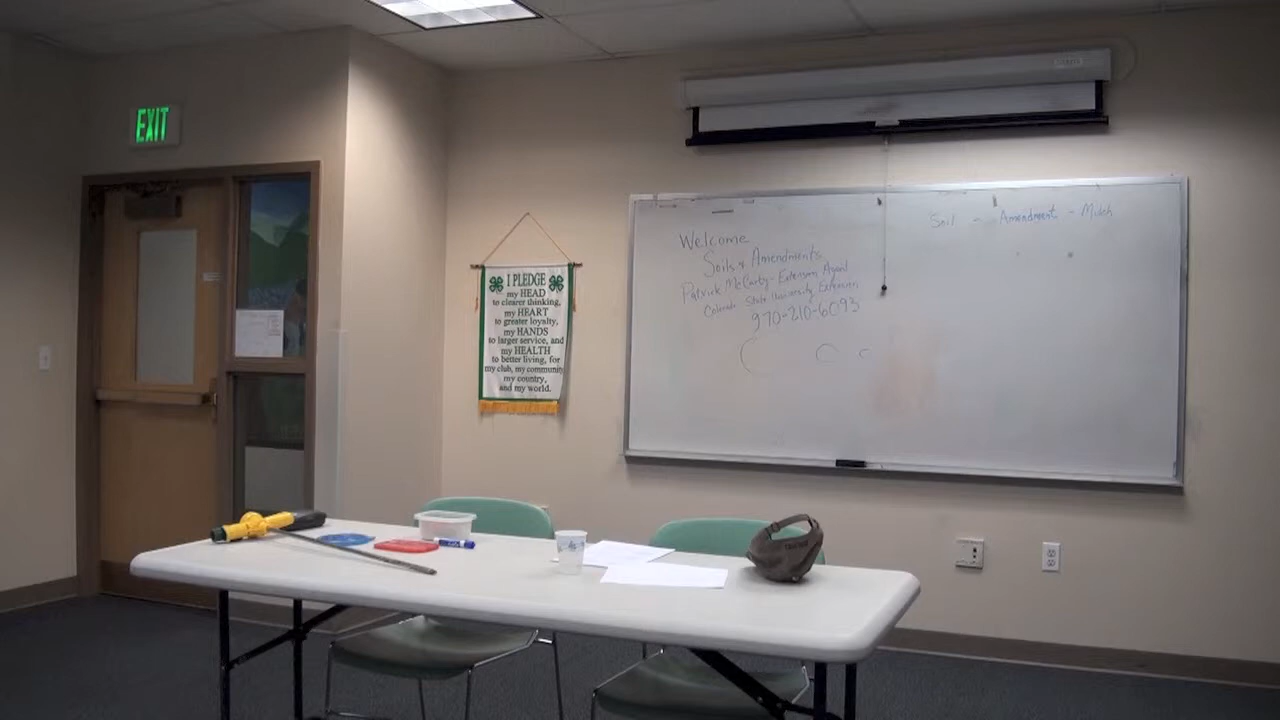 EXIT
I PLEDGE
my HEAD
to clearer thinking,
my HEART
to greater loyalty,
my HANDS
to larger service, and
my HEALTH
to better living, for
my club, my community
my country,
and my world.
Welcome
Soils & Amendments
Patrick McCarty - Extension Agent
Colorado State University Extension
970-210-6093
Soil - Amendment - Mulch